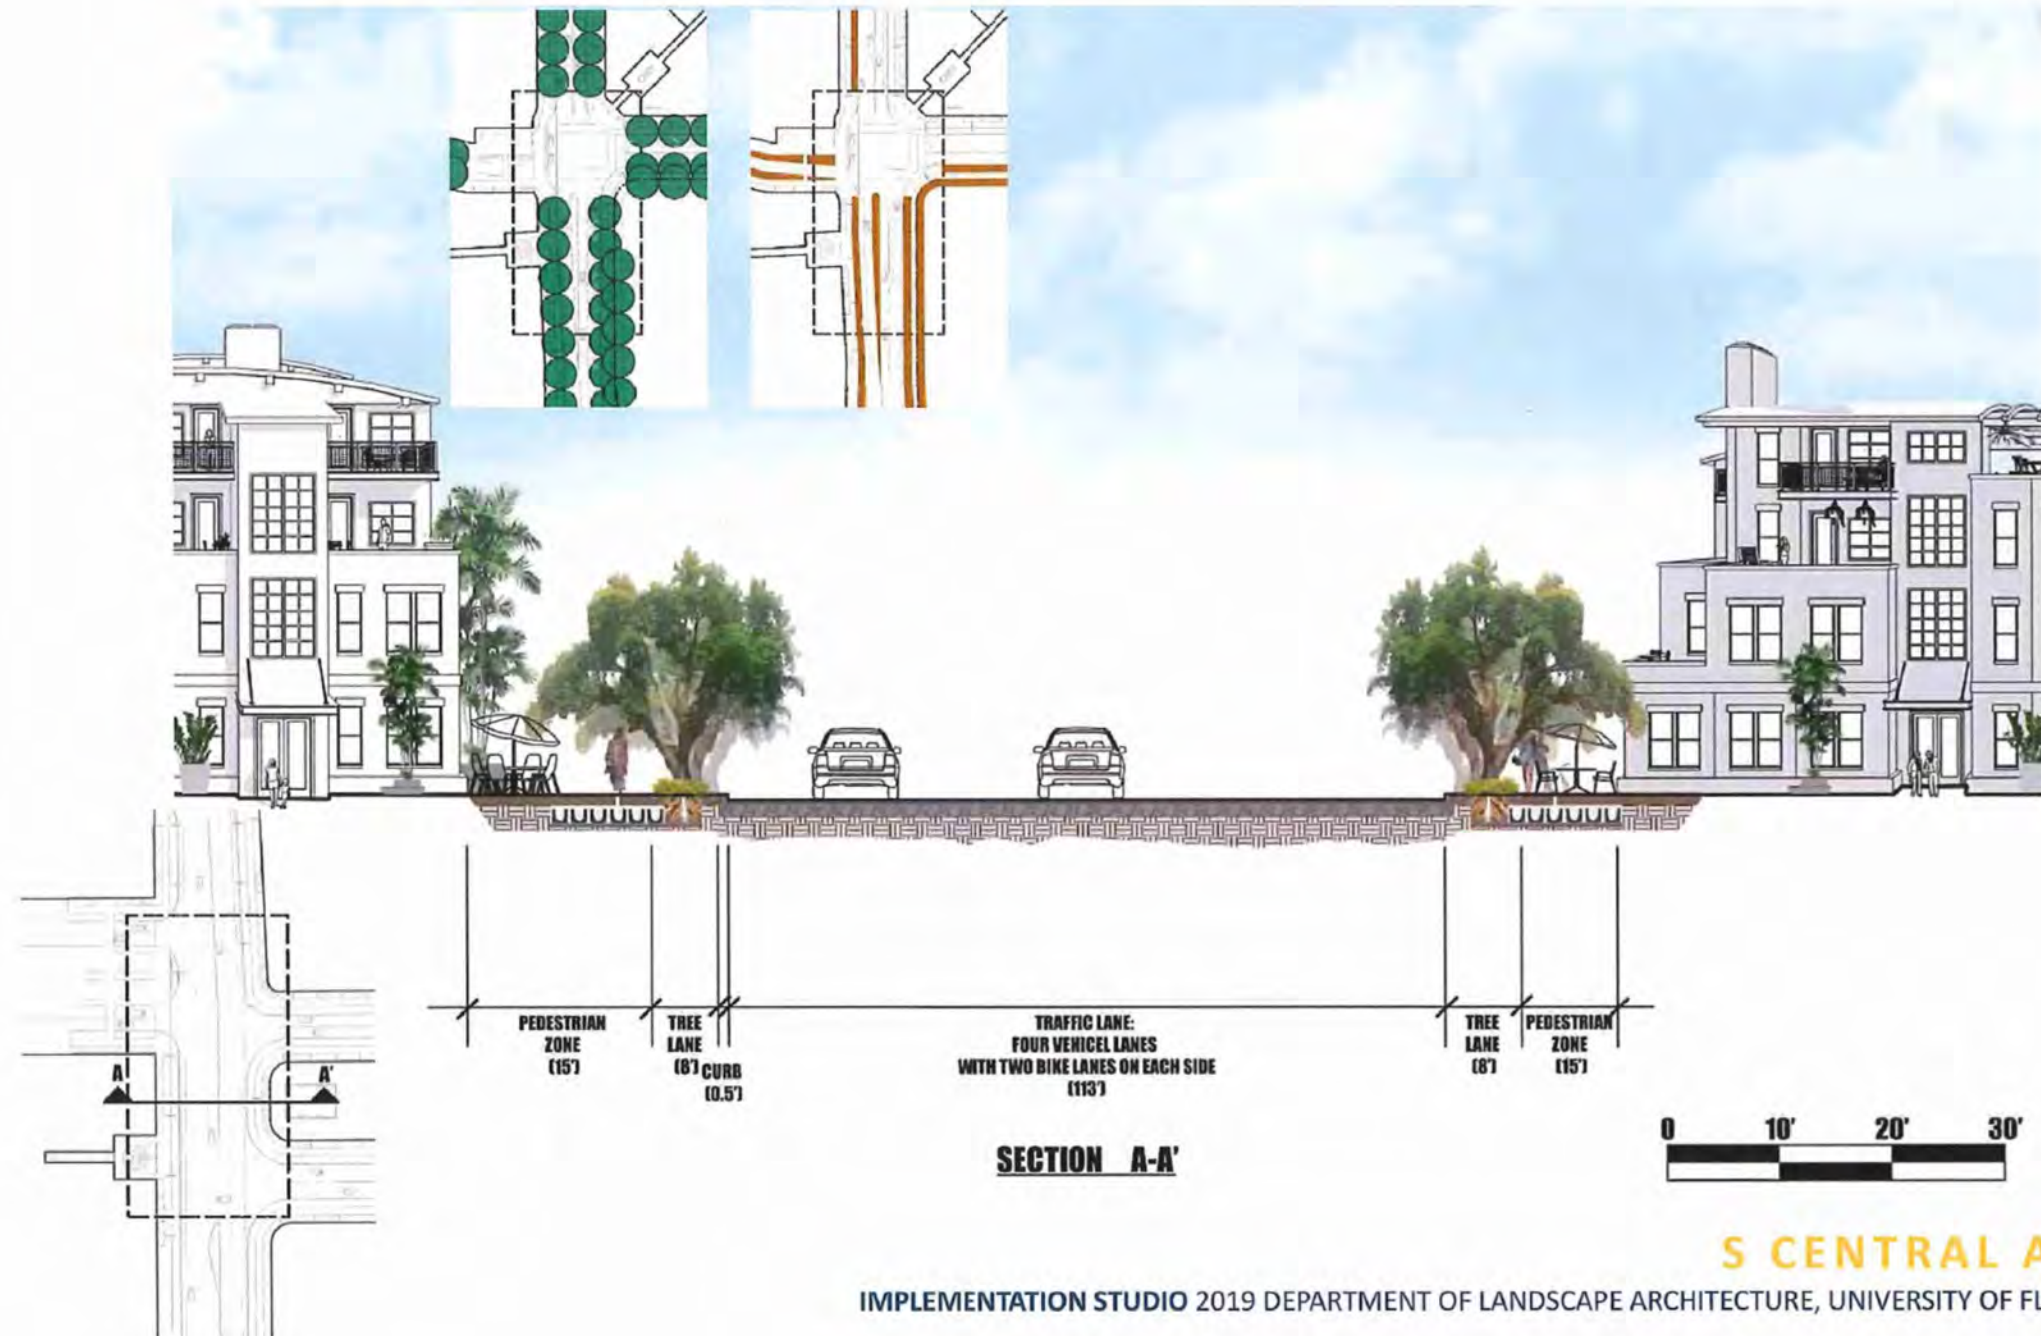 PEDESTRIAN
ZONE
(15')
TREE
LANE
(8')
CURB
(0.5')
TRAFFIC LANE:
FOUR VEHICEL LANES
WITH TWO BIKE LANES ON EACH SIDE
(113')
TREE
LANE
(8')
PEDESTRIAN
ZONE
(15')
A
A'
SECTION A-A'
0 10' 20' 30'
S CENTRAL A
IMPLEMENTATION STUDIO 2019 DEPARTMENT OF LANDSCAPE ARCHITECTURE, UNIVERSITY OF FL